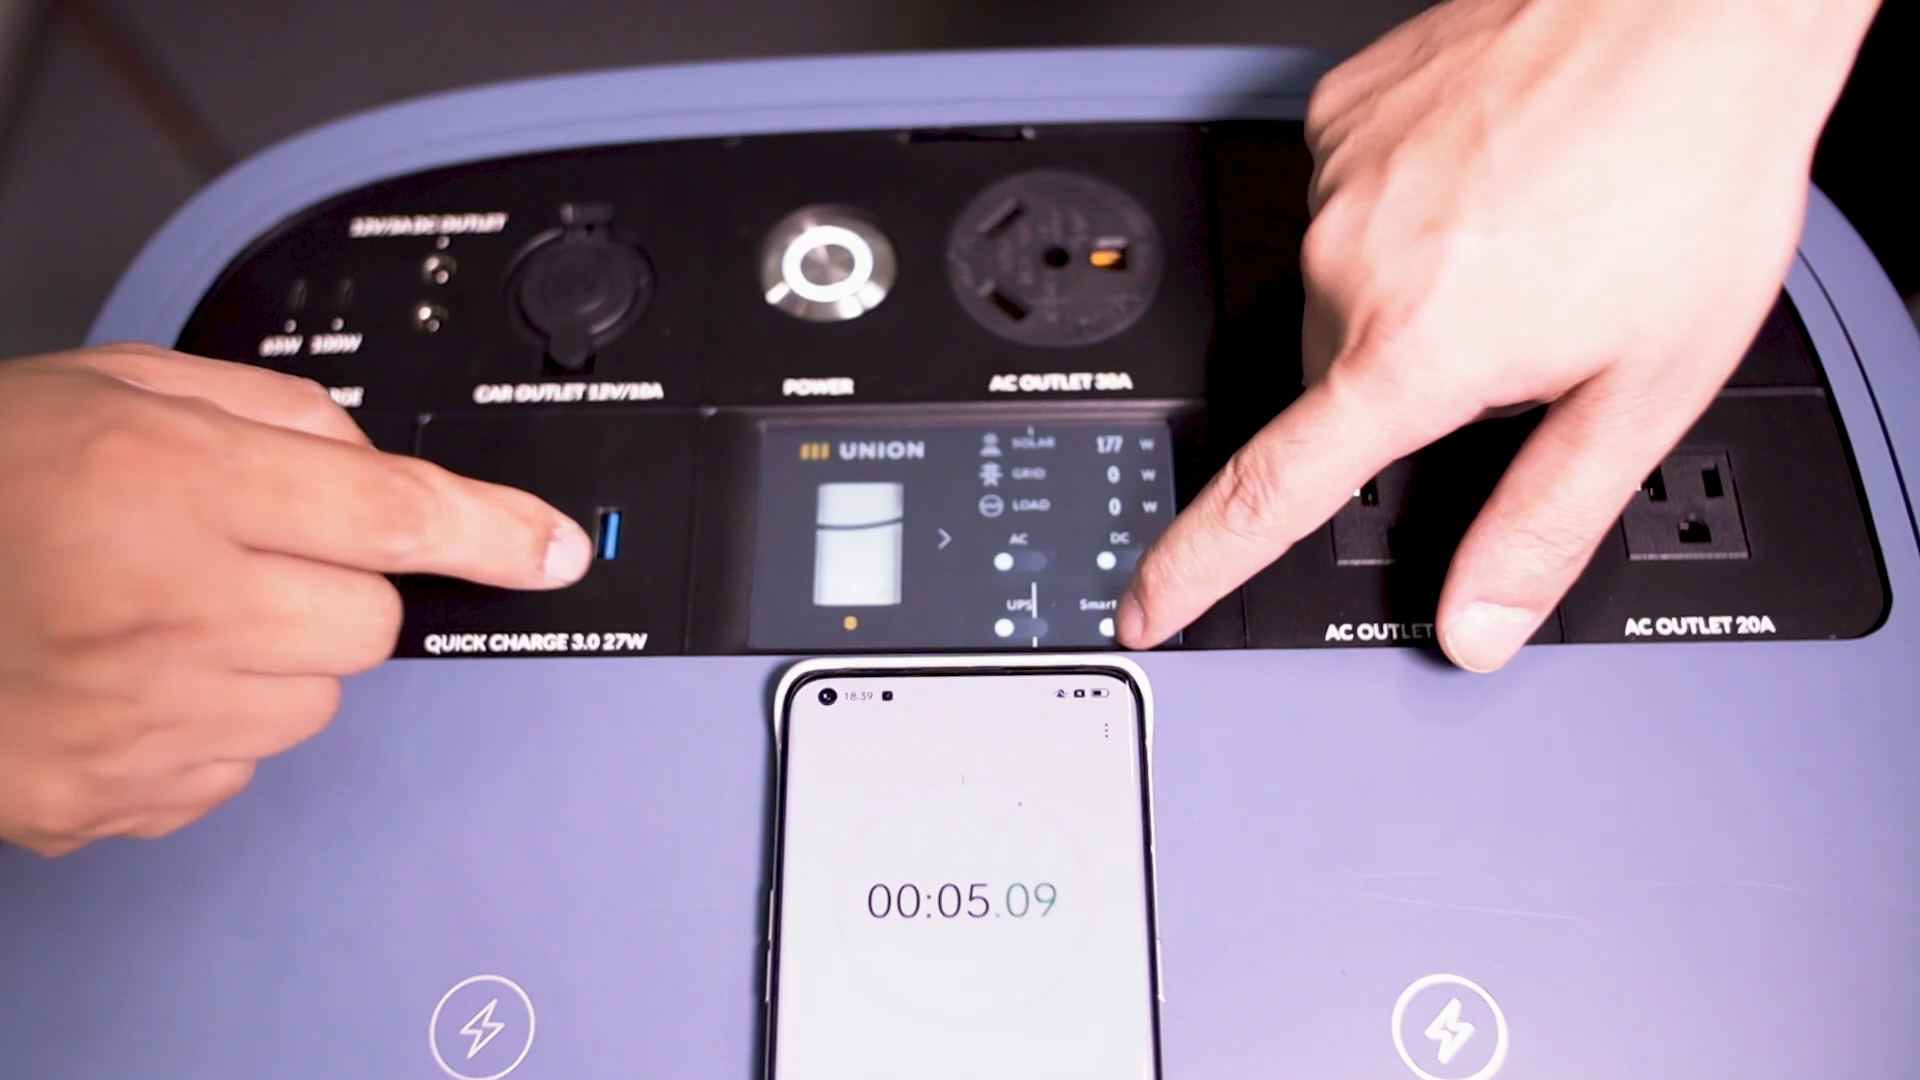 12V/3A DC OUTLET
65W 100W
RGE
CAR OUTLET 12V/10A
POWER
AC OUTLET 30A
UNION
SOLAR 177 W
GRID 0 W
LOAD 0 W
AC DC
UPS Smart
QUICK CHARGE 3.0 27W
AC OUTLET
AC OUTLET 20A
18:39
00:05.09